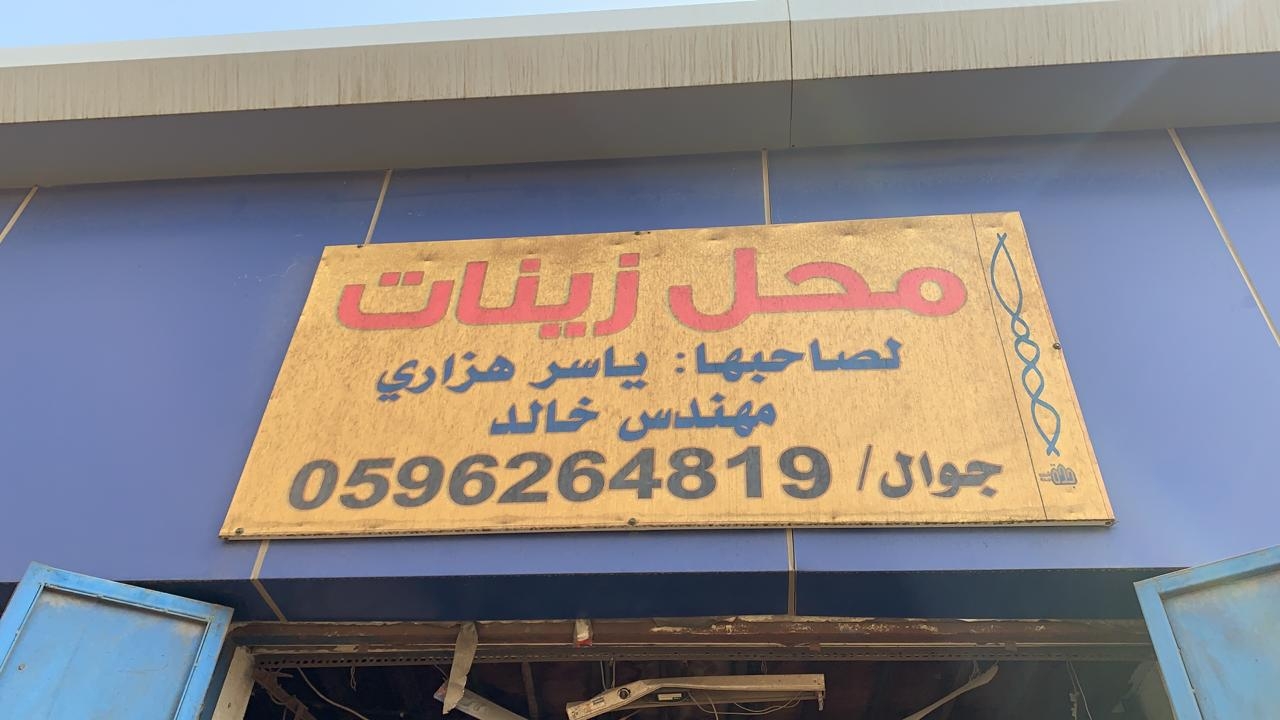 محل زينات
لصاحبها: ياسر هزاري
مهندس خالد
جوال/ 0596264819